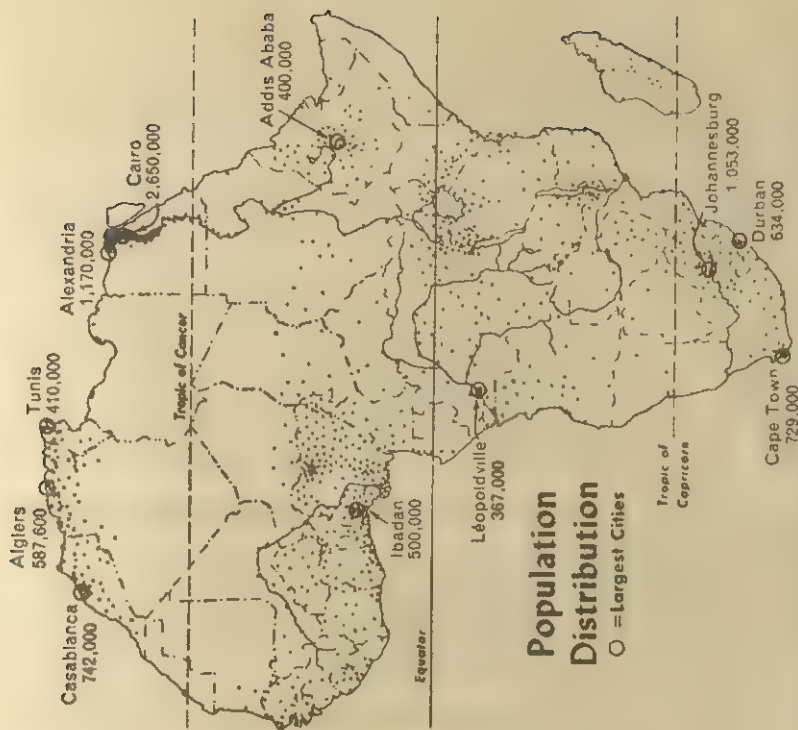 Algiers
587,600
Tunis
410,000
Casablanca
742,000
Alexandria
1,170,000
Cairo
2,650,000
Addis Ababa
400,000
Tropic of Cancer
Ibadan
500,000
Equator
Léopoldville
367,000
Population
Distribution
O =Largest Cities
Tropic of
Capricorn
Johannesburg
1,053,000
Durban
634,000
Cape Town
729,000